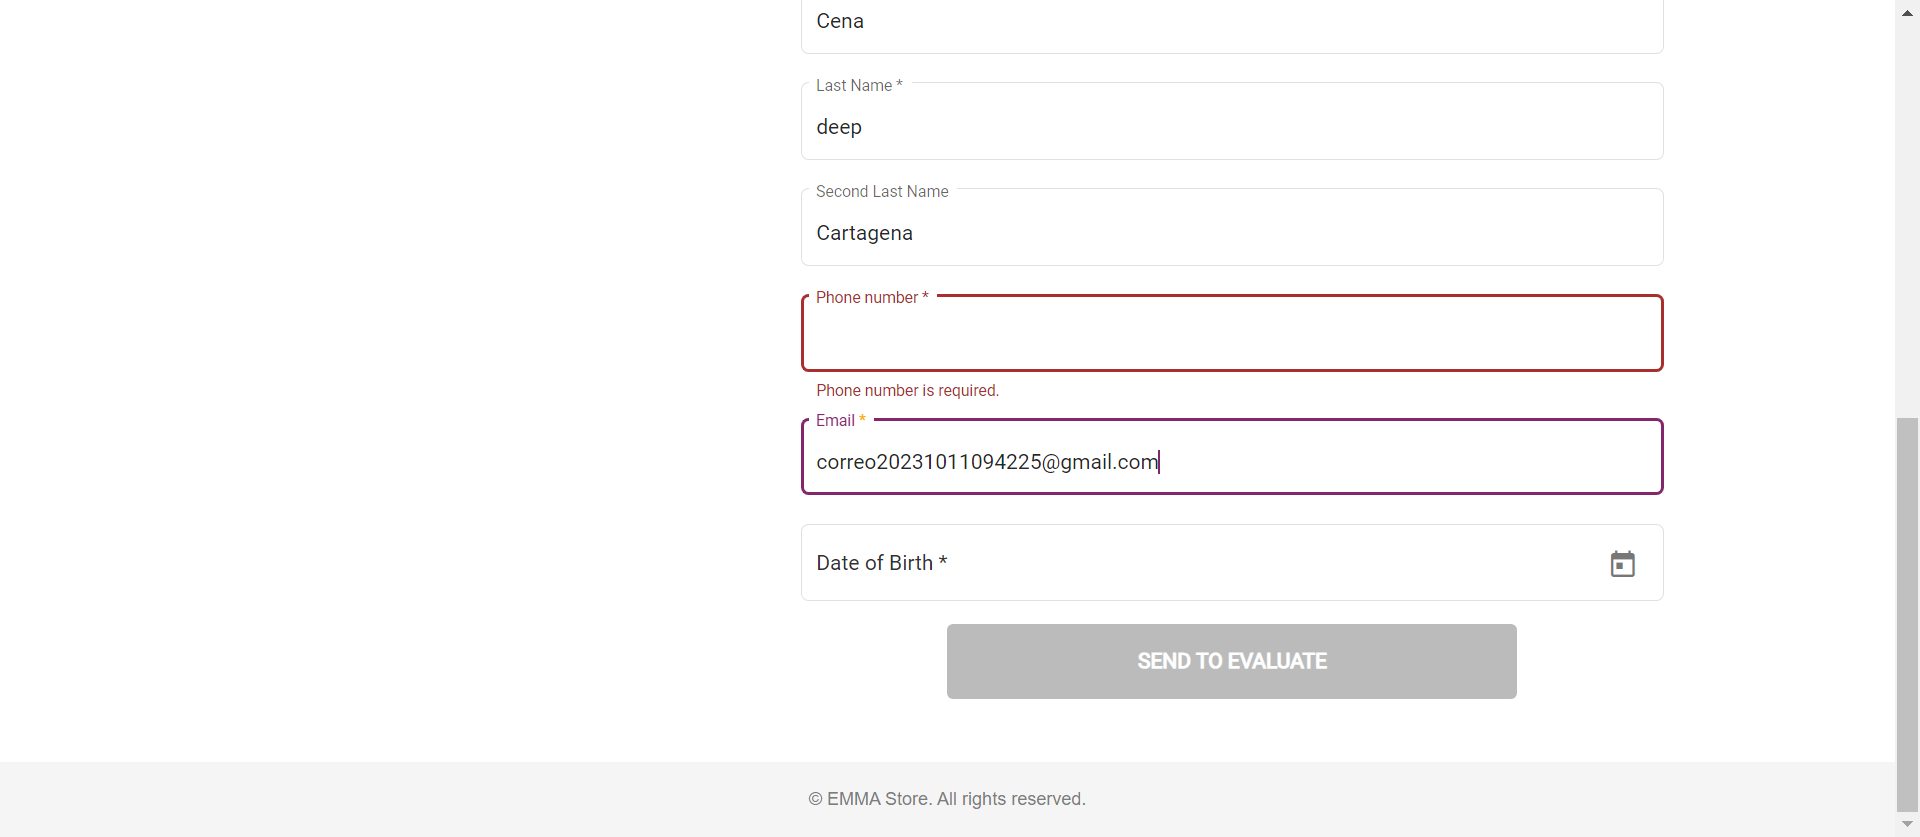 Cena
Last Name *
deep
Second Last Name
Cartagena
Phone number *
Phone number is required.
Email *
correo20231011094225@gmail.com
Date of Birth *
SEND TO EVALUATE
© EMMA Store. All rights reserved.